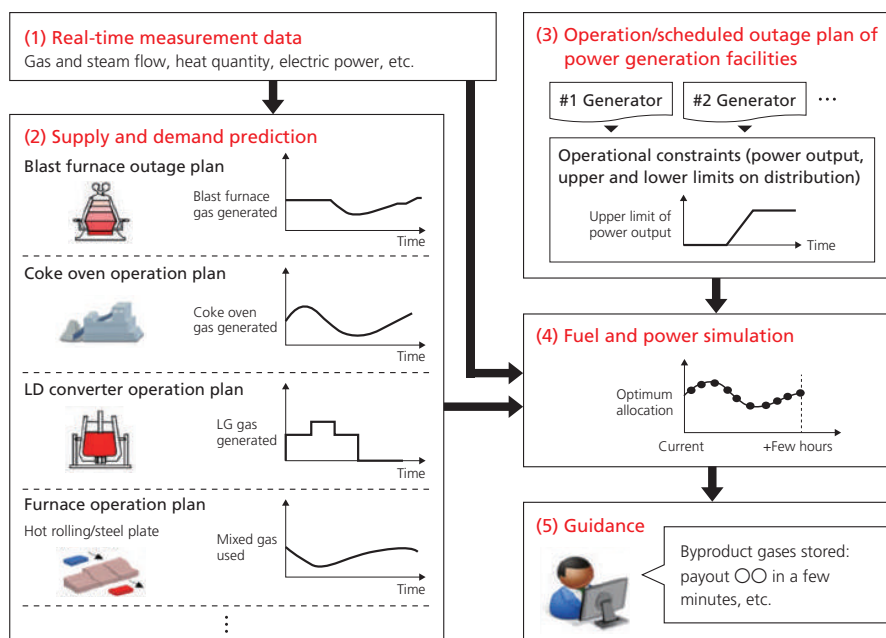 (1) Real-time measurement data
Gas and steam flow, heat quantity, electric power, etc.
(2) Supply and demand prediction
Blast furnace outage plan
Blast furnace
gas generated
Time
Coke oven operation plan
Coke oven
gas generated
Time
LD converter operation plan
LG gas
generated
Time
Furnace operation plan
Hot rolling/steel plate
Mixed gas
used
Time
⋮
(3) Operation/scheduled outage plan of
power generation facilities
#1 Generator
#2 Generator
…
Operational constraints (power output,
upper and lower limits on distribution)
Upper limit of
power output
Time
(4) Fuel and power simulation
Optimum
allocation
Current
+Few hours
(5) Guidance
Byproduct gases stored:
payout ○○ in a few
minutes, etc.